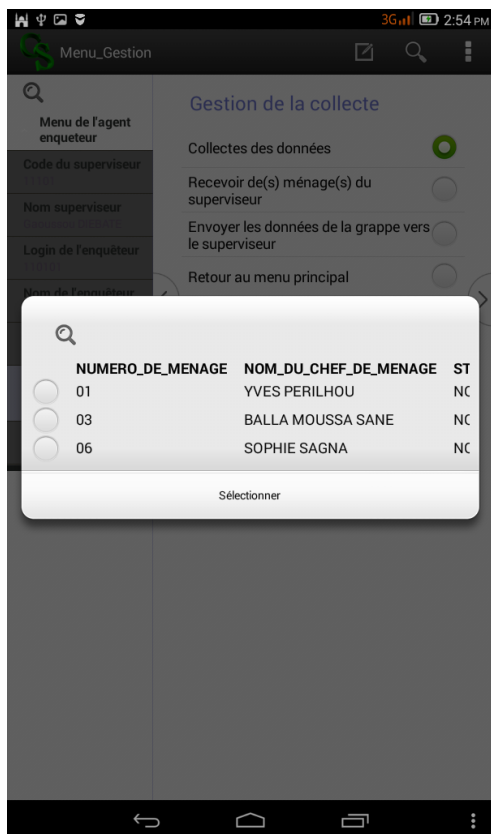 3G 2:54 PM
Menu_Gestion
Menu de l'agent
enqueteur
Code du superviseur
Nom superviseur
Login de l'enquêteur
Nom de l'enquêteur
Gestion de la collecte
Collectes des données
Recevoir de(s) ménage(s) du
superviseur
Envoyer les données de la grappe vers
le superviseur
Retour au menu principal
NUMERO_DE_MENAGE NOM_DU_CHEF_DE_MENAGE ST
01 YVES PERILHOU NC
03 BALLA MOUSSA SANE NC
06 SOPHIE SAGNA NC
Sélectionner